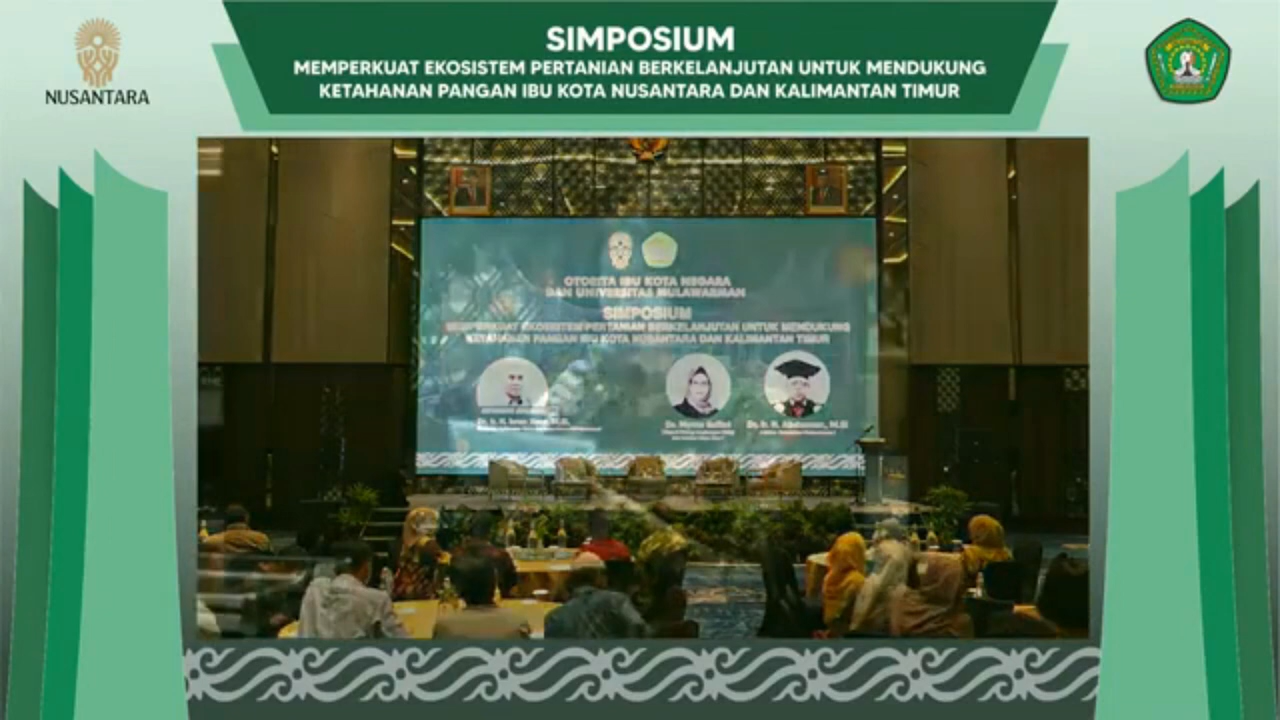 NUSANTARA
SIMPOSIUM
MEMPERKUAT EKOSISTEM PERTANIAN BERKELANJUTAN UNTUK MENDUKUNG
KETAHANAN PANGAN IBU KOTA NUSANTARA DAN KALIMANTAN TIMUR
OTORITA IBU KOTA NEGARA
DAN UNIVERSITAS MULAWARMAN
SIMPOSIUM
MEMPERKUAT EKOSISTEM PERTANIAN BERKELANJUTAN UNTUK MENDUKUNG
KETAHANAN PANGAN IBU KOTA NUSANTARA DAN KALIMANTAN TIMUR